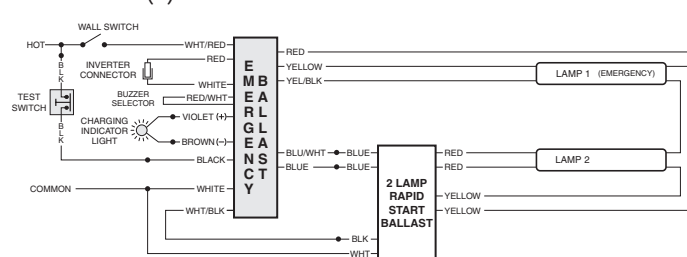 WALL SWITCH
HOT
WHT/RED
RED
INVERTER
CONNECTOR
WHITE
BUZZER
SELECTOR
RED/WHT
BLK
TEST
SWITCH
CHARGING
INDICATOR
LIGHT
VIOLET (+)
BROWN (–)
BLK
BLACK
COMMON
WHITE
WHT/BLK
EMERGENCY
BALLAST
RED
YELLOW
YEL/BLK
LAMP 1 (EMERGENCY)
BLU/WHT
BLUE
BLUE
BLUE
2 LAMP
RAPID
START
BALLAST
RED
RED
LAMP 2
YELLOW
YELLOW
BLK
WHT